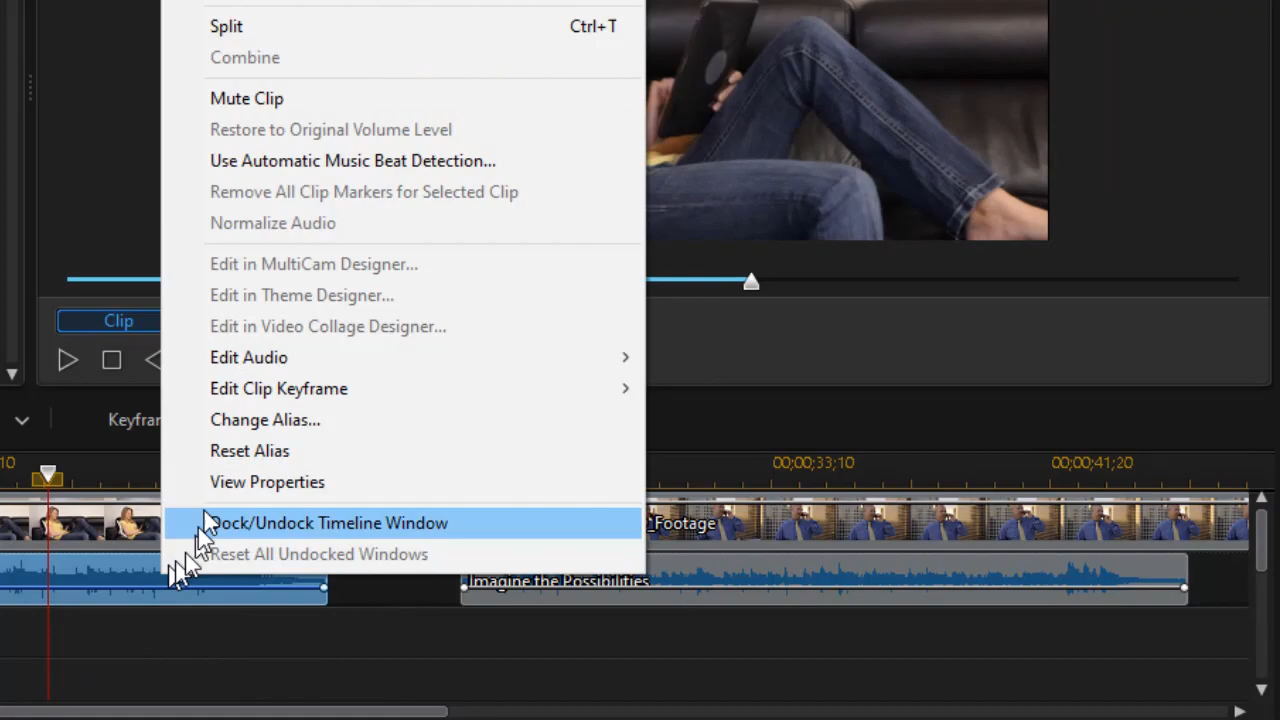 Split Ctrl+T
Combine
Mute Clip
Restore to Original Volume Level
Use Automatic Music Beat Detection...
Remove All Clip Markers for Selected Clip
Normalize Audio
Edit in MultiCam Designer...
Edit in Theme Designer...
Edit in Video Collage Designer...
Clip
Edit Audio
Edit Clip Keyframe
Keyfra
Change Alias...
Reset Alias
10 00;00;33;10 00;00;41;20
View Properties
Dock/Undock Timeline Window
_Footage
Reset All Undocked Windows
Imagine the Possibilities